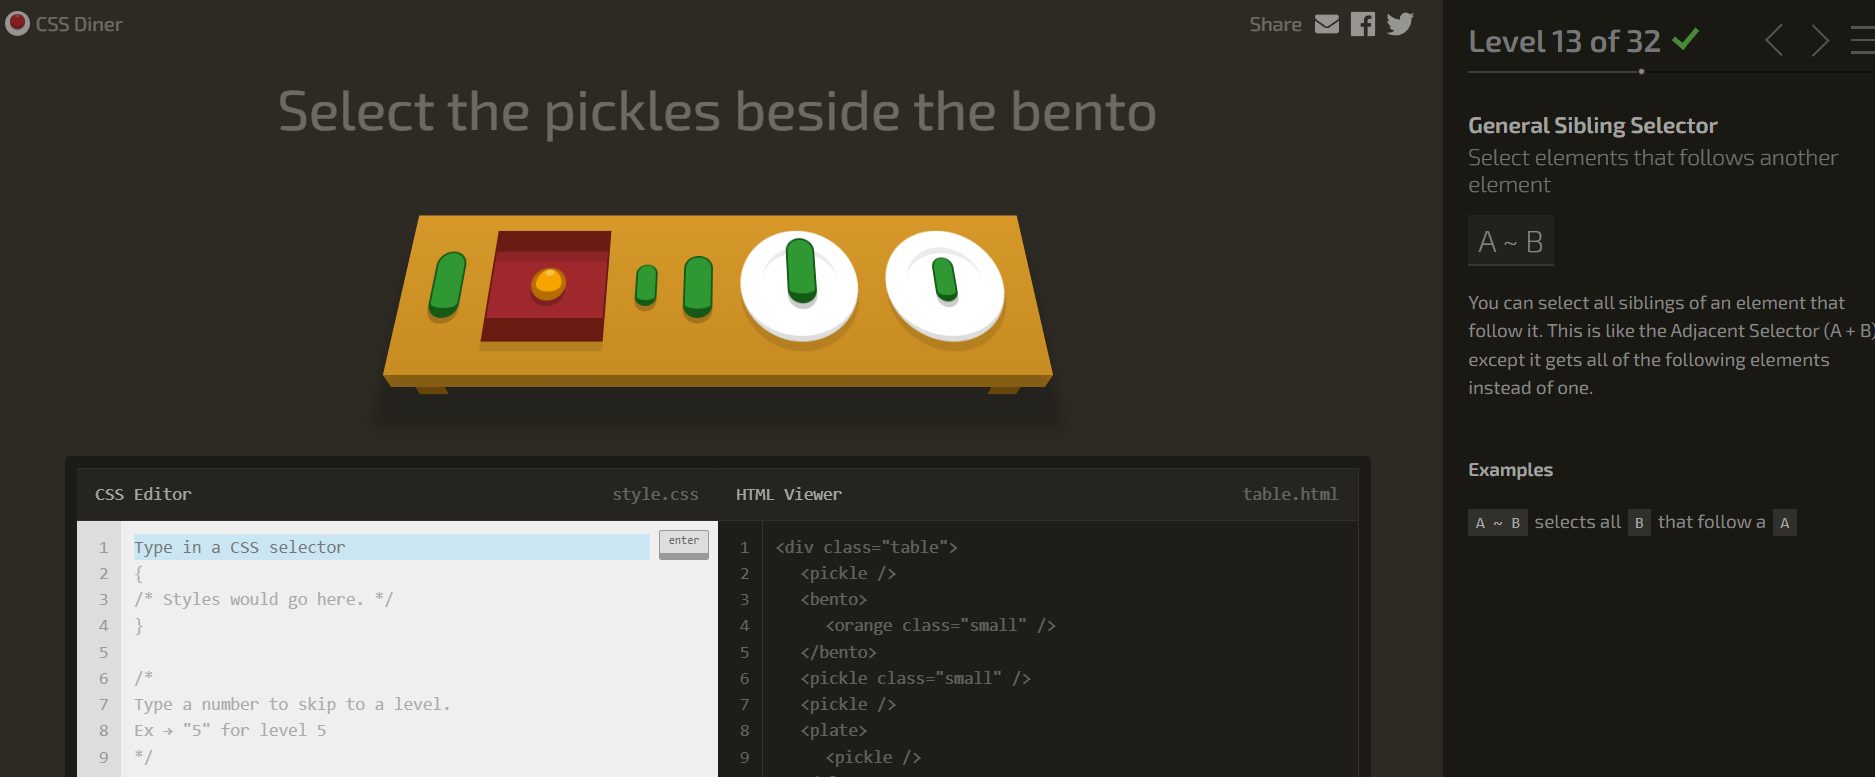 CSS Diner
Share
Select the pickles beside the bento
CSS Editor
style.css
1 Type in a CSS selector
enter
2 {
3 /* Styles would go here. */
4 }
5
6 /*
7 Type a number to skip to a level.
8 Ex → "5" for level 5
9 */
HTML Viewer
table.html
1 <div class="table">
2 <pickle />
3 <bento>
4 <orange class="small" />
5 </bento>
6 <pickle class="small" />
7 <pickle />
8 <plate>
9 <pickle />
Level 13 of 32
General Sibling Selector
Select elements that follows another
element
A ~ B
You can select all siblings of an element that
follow it. This is like the Adjacent Selector (A + B)
except it gets all of the following elements
instead of one.
Examples
A ~ B selects all B that follow a A